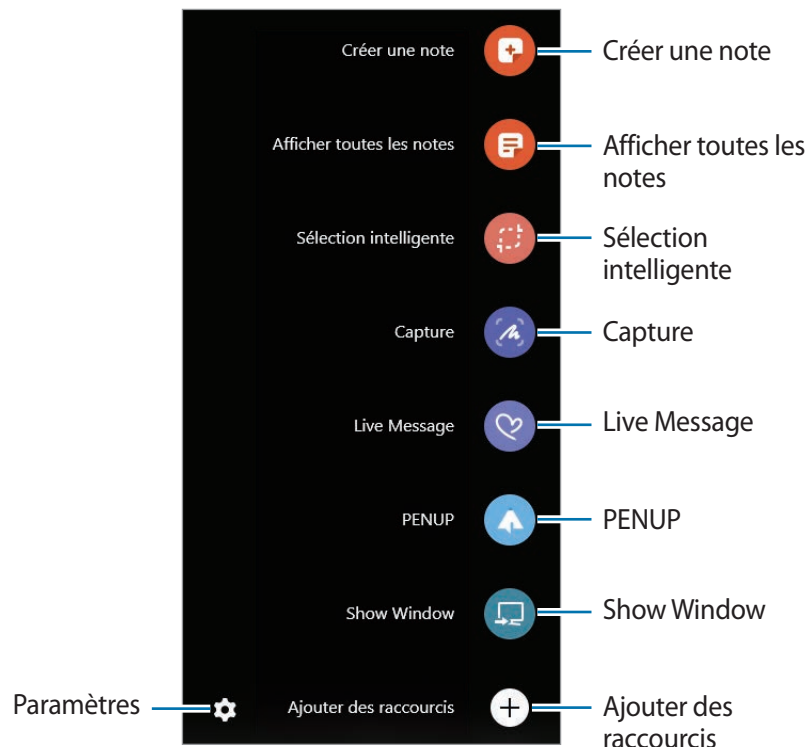 Créer une note
Créer une note
Afficher toutes les notes
Afficher toutes les
notes
Sélection intelligente
Sélection
intelligente
Capture
Capture
Live Message
Live Message
PENUP
PENUP
Show Window
Show Window
Paramètres
Ajouter des raccourcis
Ajouter des
raccourcis